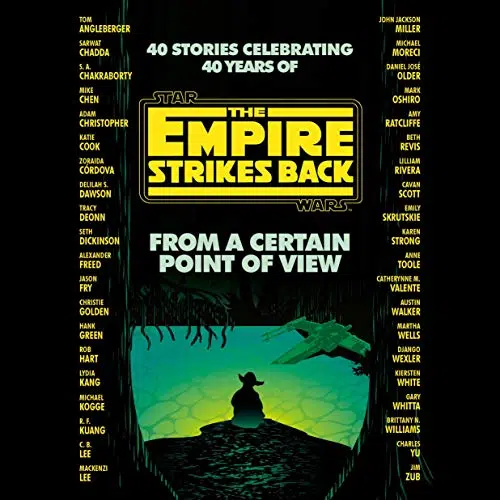 TOM
ANGLEBERGER
SARWAT
CHADDA
S. A.
CHAKRABORTY
MIKE
CHEN
ADAM
CHRISTOPHER
KATIE
COOK
ZORAIDA
CÓRDOVA
DELILAH S.
DAWSON
TRACY
DEONN
SETH
DICKINSON
ALEXANDER
FREED
JASON
FRY
CHRISTIE
GOLDEN
HANK
GREEN
ROB
HART
LYDIA
KANG
MICHAEL
KOGGE
R. F.
KUANG
C. B.
LEE
MACKENZI
LEE
40 STORIES CELEBRATING
40 YEARS OF
STAR
THE
EMPIRE
STRIKES BACK
WARS
FROM A CERTAIN
POINT OF VIEW
JOHN JACKSON
MILLER
MICHAEL
MORECI
DANIEL JOSÉ
OLDER
MARK
OSHIRO
AMY
RATCLIFFE
BETH
REVIS
LILLIAM
RIVERA
CAVAN
SCOTT
EMILY
SKRUTSKIE
KAREN
STRONG
ANNE
TOOLE
CATHERYNNE M.
VALENTE
AUSTIN
WALKER
MARTHA
WELLS
DJANGO
WEXLER
KIERSTEN
WHITE
GARY
WHITTA
BRITTANY N.
WILLIAMS
CHARLES
YU
JIM
ZUB